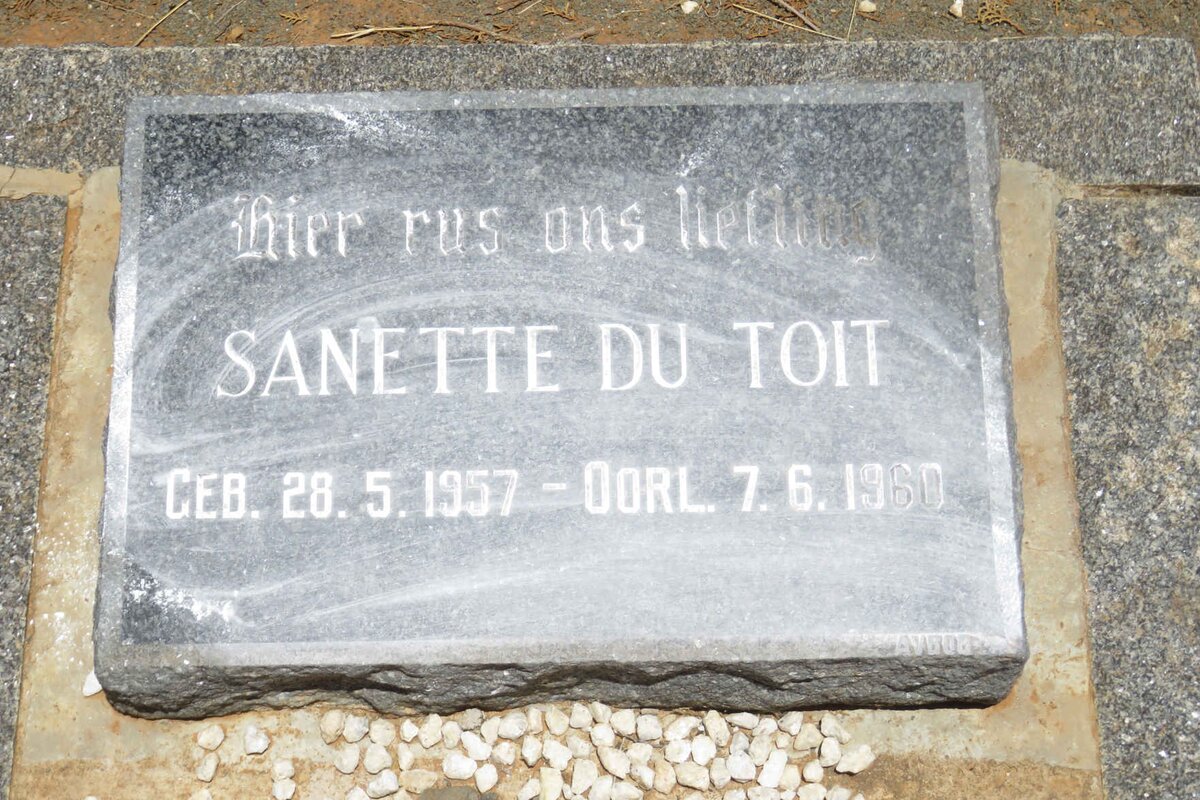 Hier rus ons liefling
SANETTE DU TOIT
GEB. 28. 5. 1957 - OORL. 7. 6. 1960